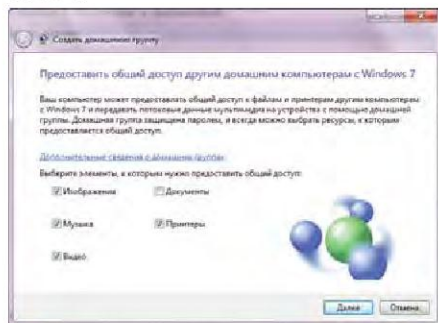 Создать домашнюю группу
Предоставить общий доступ другим домашним компьютерам с Windows 7
Ваш компьютер может предоставлять общий доступ к файлам и принтерам другим компьютерам
с Windows 7 и передавать потоковые данные мультимедиа на устройства с помощью домашней
группы. Домашняя группа защищена паролем, и всегда можно выбрать ресурсы, к которым
предоставляется общий доступ.
Дополнительные сведения о домашних группах
Выберите элементы, к которым нужно предоставить общий доступ:
Изображения Документы
Музыка Принтеры
Видео
Далее Отмена